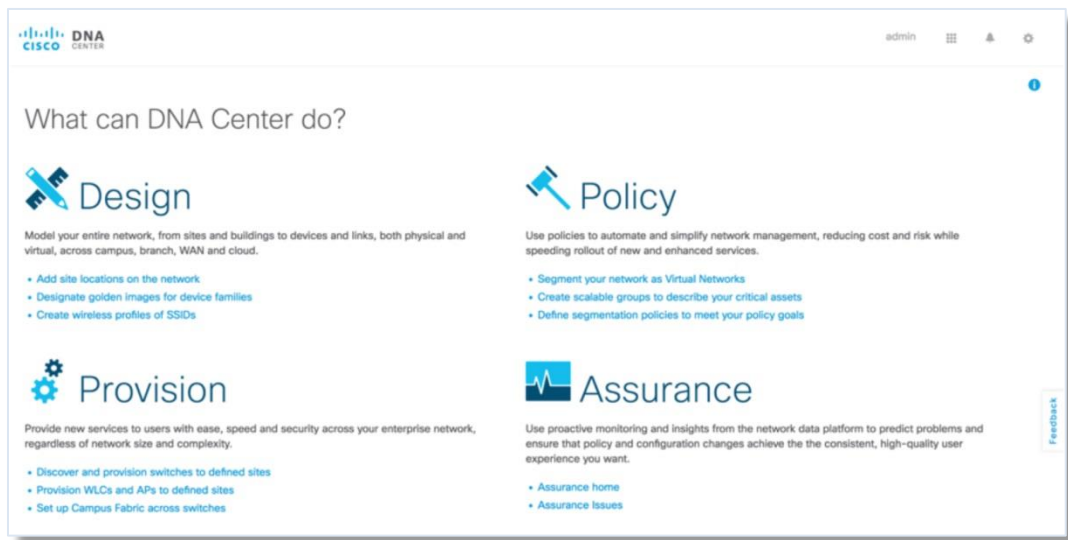 CISCO DNA CENTER
admin
What can DNA Center do?
Design
Model your entire network, from sites and buildings to devices and links, both physical and
virtual, across campus, branch, WAN and cloud.
• Add site locations on the network
• Designate golden images for device families
• Create wireless profiles of SSIDs
Policy
Use policies to automate and simplify network management, reducing cost and risk while
speeding rollout of new and enhanced services.
• Segment your network as Virtual Networks
• Create scalable groups to describe your critical assets
• Define segmentation policies to meet your policy goals
Provision
Provide new services to users with ease, speed and security across your enterprise network,
regardless of network size and complexity.
• Discover and provision switches to defined sites
• Provision WLCs and APs to defined sites
• Set up Campus Fabric across switches
Assurance
Use proactive monitoring and insights from the network data platform to predict problems and
ensure that policy and configuration changes achieve the the consistent, high-quality user
experience you want.
• Assurance home
• Assurance Issues
Feedback